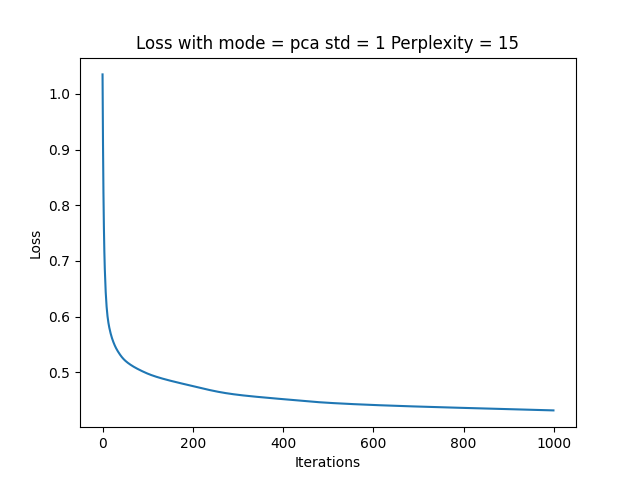 Loss with mode = pca std = 1 Perplexity = 15
1.0
0.9
0.8
0.7
0.6
0.5
Loss
0 200 400 600 800 1000
Iterations